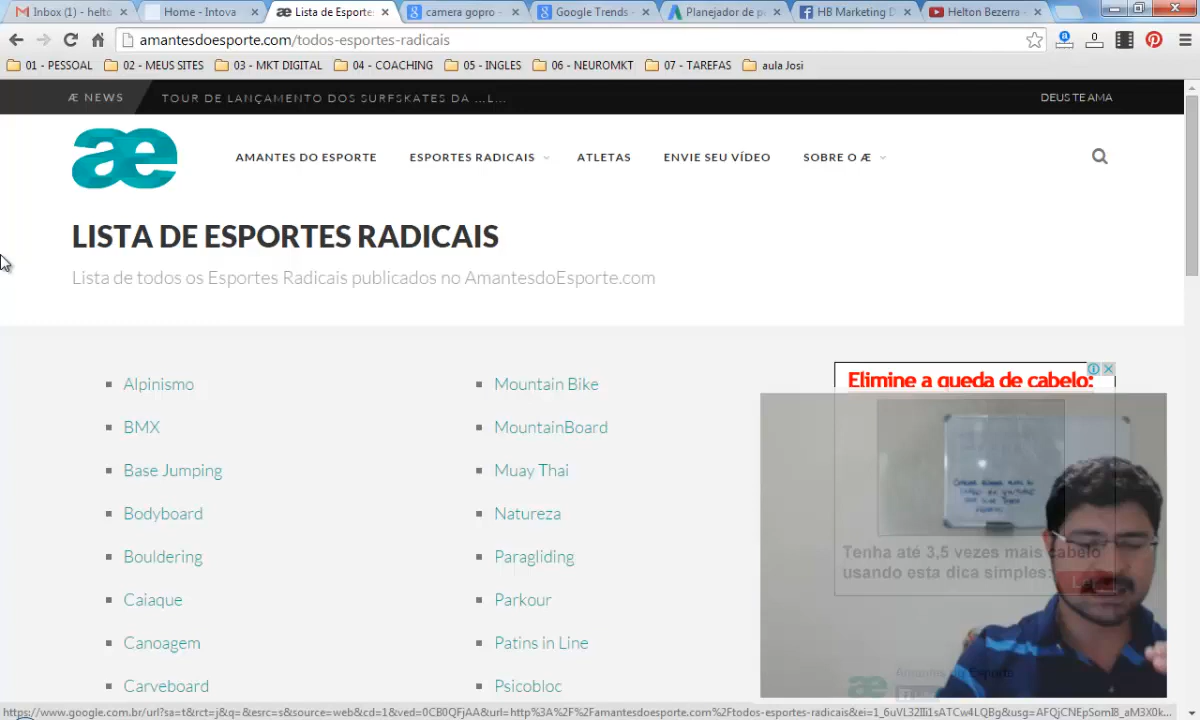 Inbox (1) - helto
Home - Intova
Lista de Esporte
camera gopro -
Google Trends -
Planejador de p
HB Marketing D
Helton Bezerra -
amantesdoesporte.com/todos-esportes-radicais
01 - PESSOAL
02 - MEUS SITES
03 - MKT DIGITAL
04 - COACHING
05 - INGLES
06 - NEUROMKT
07 - TAREFAS
aula Josi
Æ NEWS
TOUR DE LANÇAMENTO DOS SURFSKATES DA ...L...
DEUS TE AMA
æ
AMANTES DO ESPORTE
ESPORTES RADICAIS
ATLETAS
ENVIE SEU VÍDEO
SOBRE O Æ
LISTA DE ESPORTES RADICAIS
Lista de todos os Esportes Radicais publicados no AmantesdoEsporte.com
Alpinismo
BMX
Base Jumping
Bodyboard
Bouldering
Caiaque
Canoagem
Carveboard
Mountain Bike
MountainBoard
Muay Thai
Natureza
Paragliding
Parkour
Patins in Line
Psicobloc
Elimine a queda de cabelo:
Tenha até 3,5 vezes mais cabelo
usando esta dica simples:
Amantes do Esporte